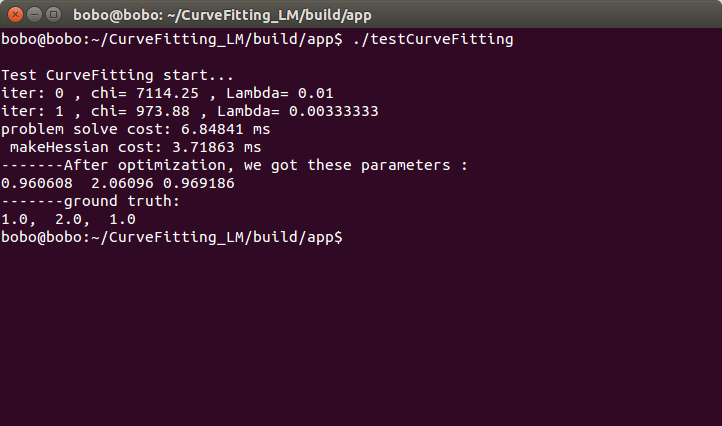 bobo@bobo: ~/CurveFitting_LM/build/app
bobo@bobo:~/CurveFitting_LM/build/app$ ./testCurveFitting
Test CurveFitting start...
iter: 0 , chi= 7114.25 , Lambda= 0.01
iter: 1 , chi= 973.88 , Lambda= 0.00333333
problem solve cost: 6.84841 ms
 makeHessian cost: 3.71863 ms
-------After optimization, we got these parameters :
0.960608  2.06096 0.969186
-------ground truth:
1.0,  2.0,  1.0
bobo@bobo:~/CurveFitting_LM/build/app$